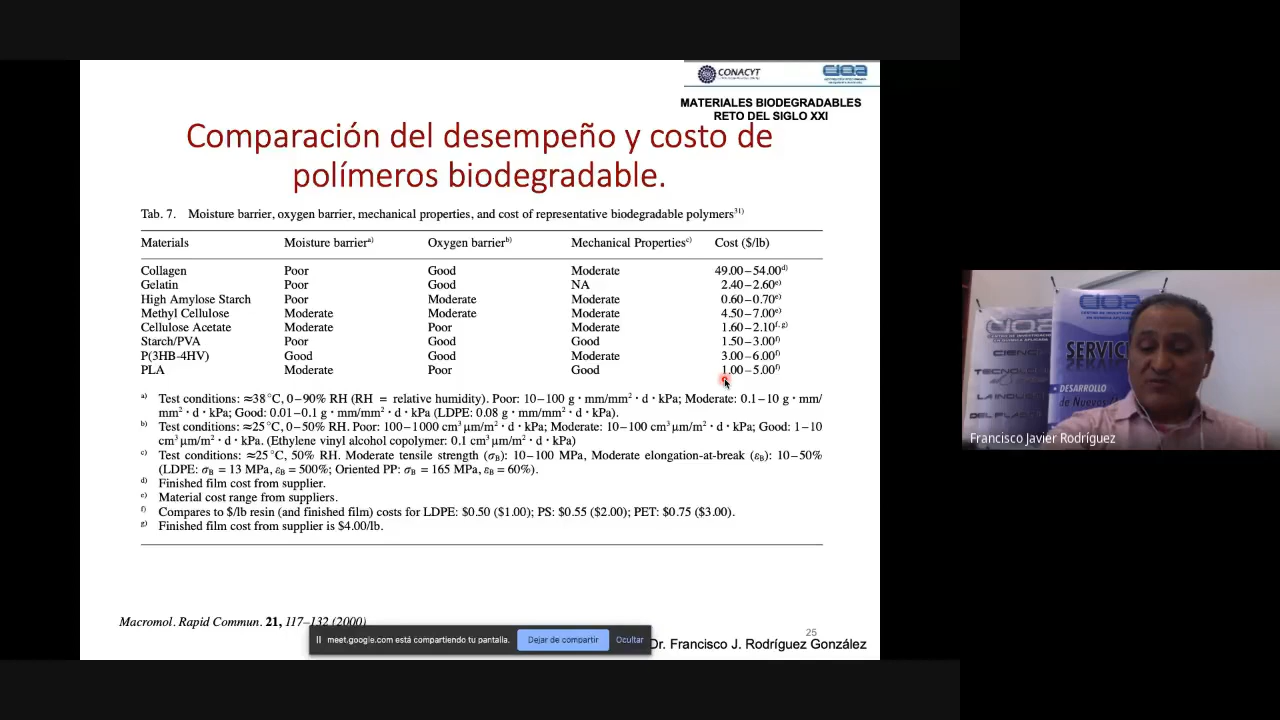 CONACYT
CIQA
MATERIALES BIODEGRADABLES
RETO DEL SIGLO XXI
Comparación del desempeño y costo de
polímeros biodegradable.
Tab. 7. Moisture barrier, oxygen barrier, mechanical properties, and cost of representative biodegradable polymers31)
Materials Moisture barriera) Oxygen barrierb) Mechanical Propertiesc) Cost ($/lb)
Collagen Poor Good Moderate 49.00–54.00d)
Gelatin Poor Good NA 2.40–2.60e)
High Amylose Starch Poor Moderate Moderate 0.60–0.70e)
Methyl Cellulose Moderate Moderate Moderate 4.50–7.00e)
Cellulose Acetate Moderate Poor Moderate 1.60–2.10f,g)
Starch/PVA Poor Good Good 1.50–3.00f)
P(3HB-4HV) Good Good Moderate 3.00–6.00f)
PLA Moderate Poor Good 1.00–5.00f)
a) Test conditions: ≈38 °C, 0–90% RH (RH = relative humidity). Poor: 10–100 g · mm/mm² · d · kPa; Moderate: 0.1–10 g · mm/
mm² · d · kPa; Good: 0.01–0.1 g · mm/mm² · d · kPa (LDPE: 0.08 g · mm/mm² · d · kPa).
b) Test conditions: ≈25 °C, 0–50% RH. Poor: 100–1000 cm³ μm/m² · d · kPa; Moderate: 10–100 cm³ μm/m² · d · kPa; Good: 1–10
cm³ μm/m² · d · kPa. (Ethylene vinyl alcohol copolymer: 0.1 cm³ μm/m² · d · kPa)
c) Test conditions: ≈25 °C, 50% RH. Moderate tensile strength (σB): 10–100 MPa, Moderate elongation-at-break (εB): 10–50%
(LDPE: σB = 13 MPa, εB = 500%; Oriented PP: σB = 165 MPa, εB = 60%).
d) Finished film cost from supplier.
e) Material cost range from suppliers.
f) Compares to $/lb resin (and finished film) costs for LDPE: $0.50 ($1.00); PS: $0.55 ($2.00); PET: $0.75 ($3.00).
g) Finished film cost from supplier is $4.00/lb.
Macromol. Rapid Commun. 21, 117–132 (2000)
25
Dr. Francisco J. Rodríguez González
meet.google.com está compartiendo tu pantalla.
Dejar de compartir
Ocultar
CIQA
SERVIC
DESARROLLO
de Nuevos
Francisco Javier Rodríguez